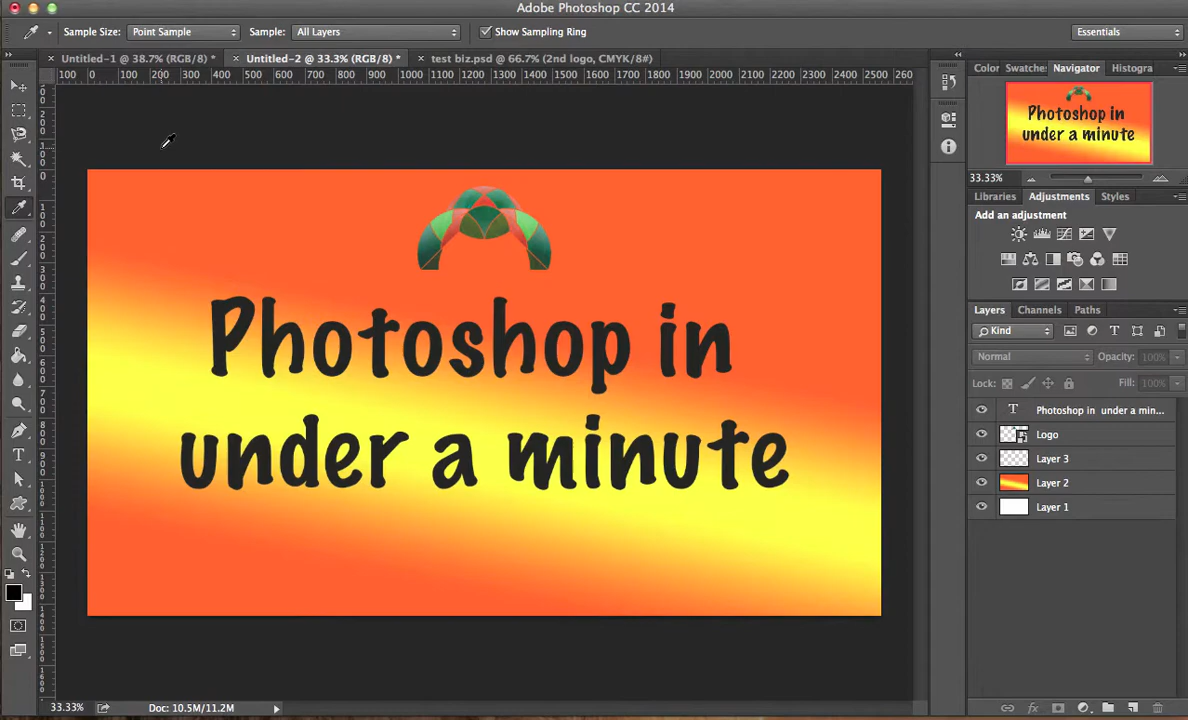 Adobe Photoshop CC 2014
Sample Size: Point Sample Sample: All Layers Show Sampling Ring Essentials
Untitled-1 @ 38.7% (RGB/8) * Untitled-2 @ 33.3% (RGB/8) * test biz.psd @ 66.7% (2nd logo, CMYK/8#)
100 0 100 200 300 400 500 600 700 800 900 1000 1100 1200 1300 1400 1500 1600 1700 1800 1900 2000 2100 2200 2300 2400 2500 260
Color Swatches Navigator Histogra
Photoshop in
under a minute
33.33%
Libraries Adjustments Styles
Add an adjustment
Photoshop in
under a minute
Layers Channels Paths
Kind
Normal Opacity: 100%
Lock: Fill: 100%
Photoshop in under a min...
Logo
Layer 3
Layer 2
Layer 1
33.33% Doc: 10.5M/11.2M